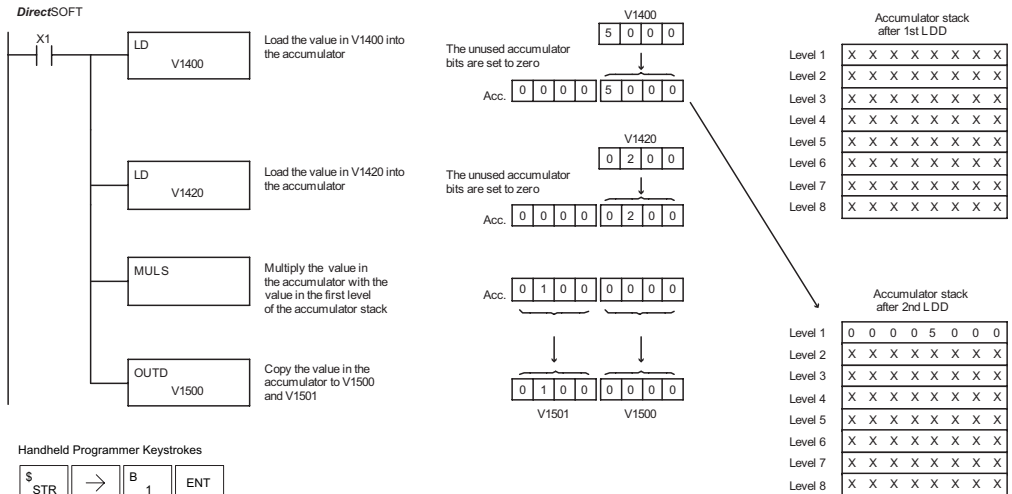 DirectSOFT
X1
LD
V1400
Load the value in V1400 into
the accumulator
LD
V1420
Load the value in V1420 into
the accumulator
MULS
Multiply the value in
the accumulator with the
value in the first level
of the accumulator stack
OUTD
V1500
Copy the value in the
accumulator to V1500
and V1501
V1400
5 0 0 0
The unused accumulator
bits are set to zero
Acc. 0 0 0 0 5 0 0 0
V1420
0 2 0 0
The unused accumulator
bits are set to zero
Acc. 0 0 0 0 0 2 0 0
Acc. 0 1 0 0 0 0 0 0
0 1 0 0 0 0 0 0
V1501 V1500
Accumulator stack
after 1st LDD
Level 1 X X X X X X X X
Level 2 X X X X X X X X
Level 3 X X X X X X X X
Level 4 X X X X X X X X
Level 5 X X X X X X X X
Level 6 X X X X X X X X
Level 7 X X X X X X X X
Level 8 X X X X X X X X
Accumulator stack
after 2nd LDD
Level 1 0 0 0 0 5 0 0 0
Level 2 X X X X X X X X
Level 3 X X X X X X X X
Level 4 X X X X X X X X
Level 5 X X X X X X X X
Level 6 X X X X X X X X
Level 7 X X X X X X X X
Level 8 X X X X X X X X
Handheld Programmer Keystrokes
$ STR → B 1 ENT